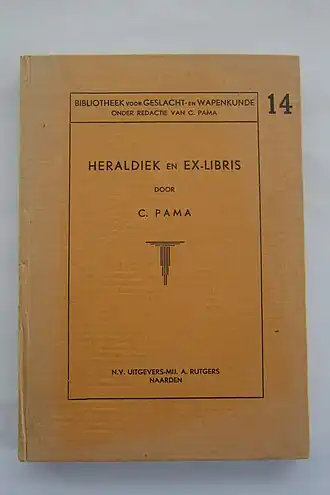 BIBLIOTHEEK VOOR GESLACHT- EN WAPENKUNDE
ONDER REDACTIE VAN C. PAMA
14
HERALDIEK EN EX-LIBRIS
DOOR
C. PAMA
N.V. UITGEVERS-MIJ. A. RUTGERS
NAARDEN